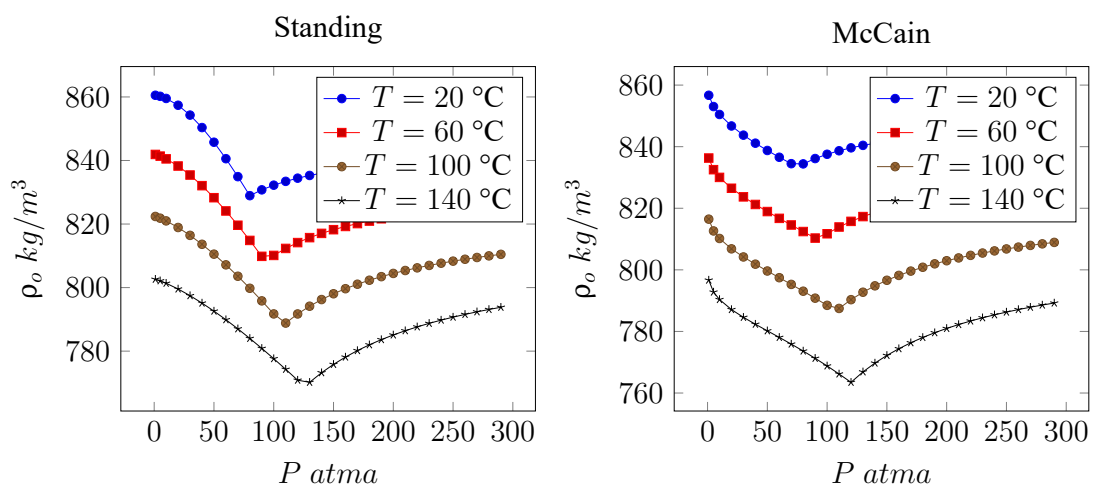 Standing
860
840
820
800
780
0 50 100 150 200 250 300
P atma
ρₒ kg/m³
T = 20 °C
T = 60 °C
T = 100 °C
T = 140 °C
McCain
860
840
820
800
780
760
0 50 100 150 200 250 300
P atma
ρₒ kg/m³
T = 20 °C
T = 60 °C
T = 100 °C
T = 140 °C